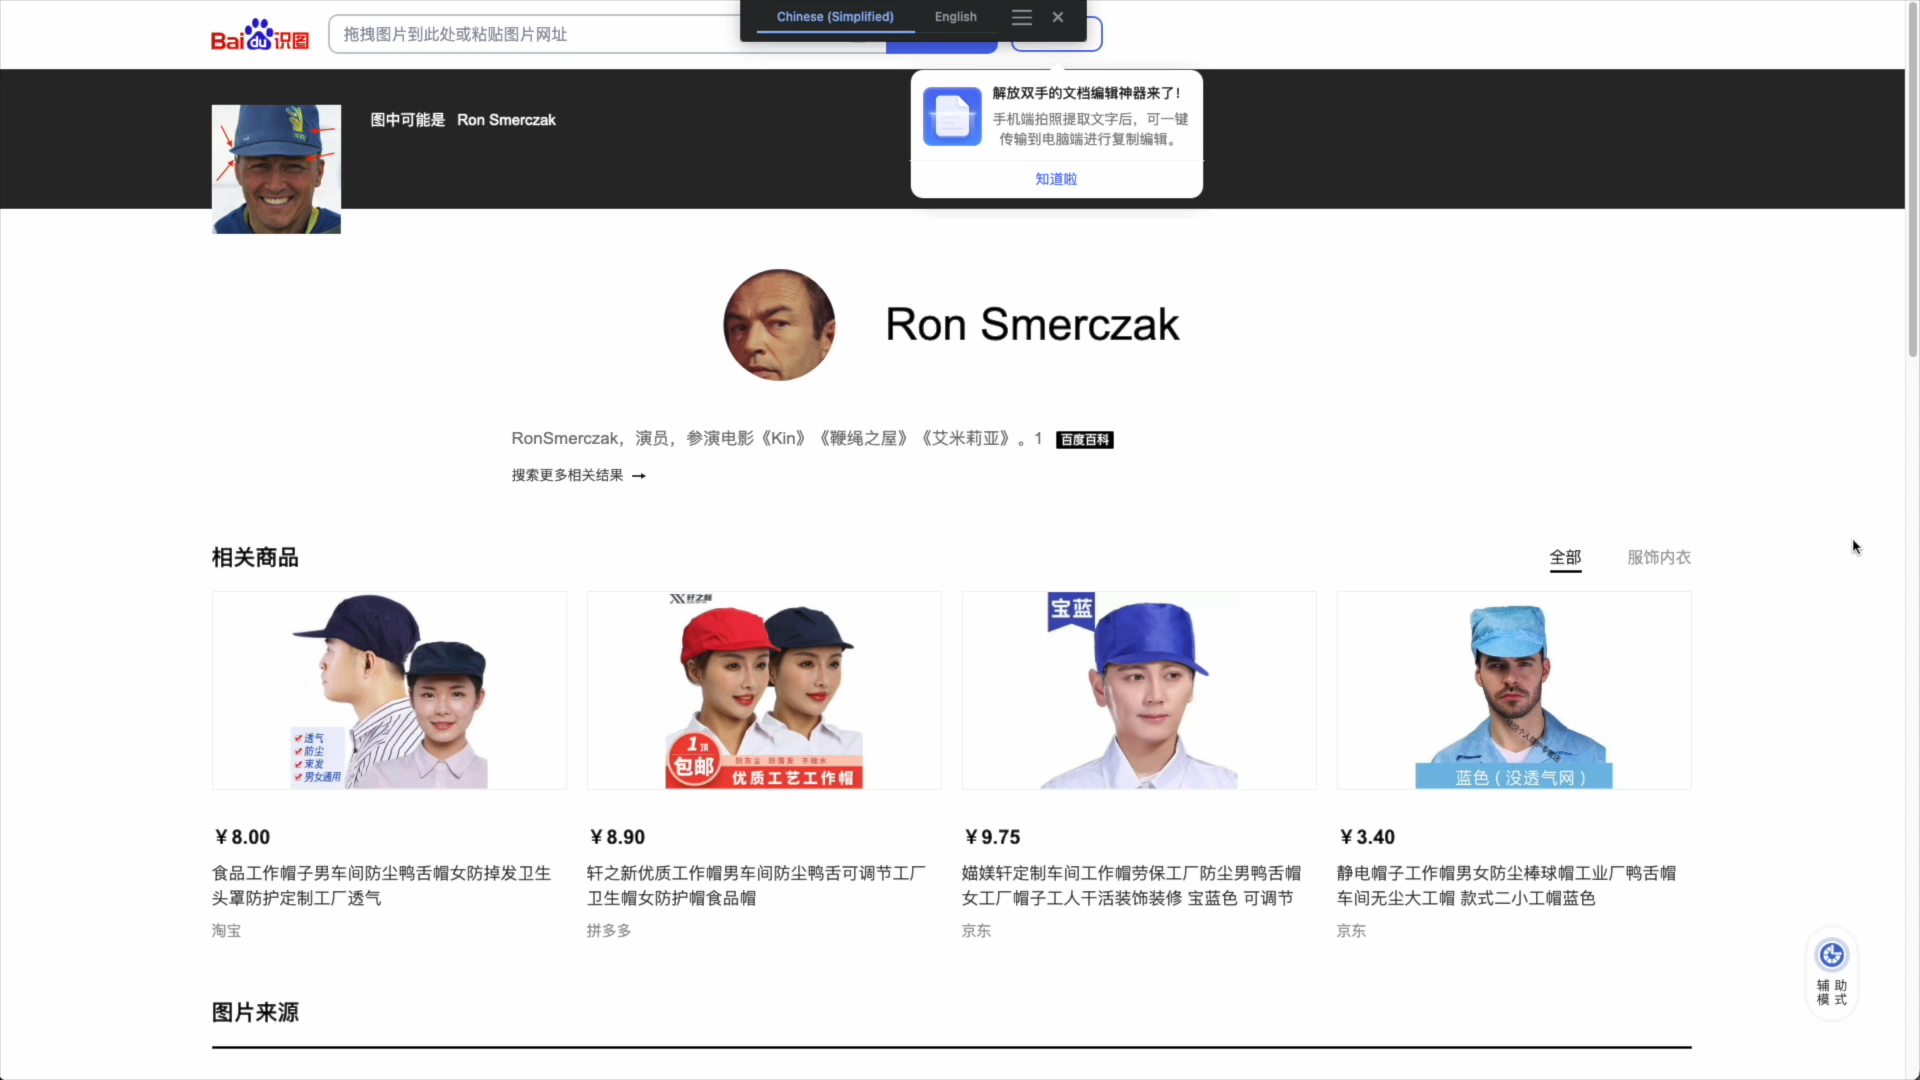 Chinese (Simplified)
English
Bai du 识图
拖拽图片到此处或粘贴图片网址
图中可能是 Ron Smerczak
解放双手的文档编辑神器来了!
手机端拍照提取文字后，可一键
传输到电脑端进行复制编辑。
知道啦
Ron Smerczak
RonSmerczak，演员，参演电影《Kin》《鞭绳之屋》《艾米莉亚》。1 百度百科
搜索更多相关结果 →
相关商品
全部
服饰内衣
透气
防尘
束发
男女通用
轩之新
1顶
包邮
防灰尘 防落发 不缩水
优质工艺工作帽
宝蓝
蓝色（没透气网）
￥8.00
食品工作帽子男车间防尘鸭舌帽女防掉发卫生
头罩防护定制工厂透气
淘宝
￥8.90
轩之新优质工作帽男车间防尘鸭舌可调节工厂
卫生帽女防护帽食品帽
拼多多
￥9.75
媌媄轩定制车间工作帽劳保工厂防尘男鸭舌帽
女工厂帽子工人干活装饰装修 宝蓝色 可调节
京东
￥3.40
静电帽子工作帽男女防尘棒球帽工业厂鸭舌帽
车间无尘大工帽 款式二小工帽蓝色
京东
辅助
模式
图片来源